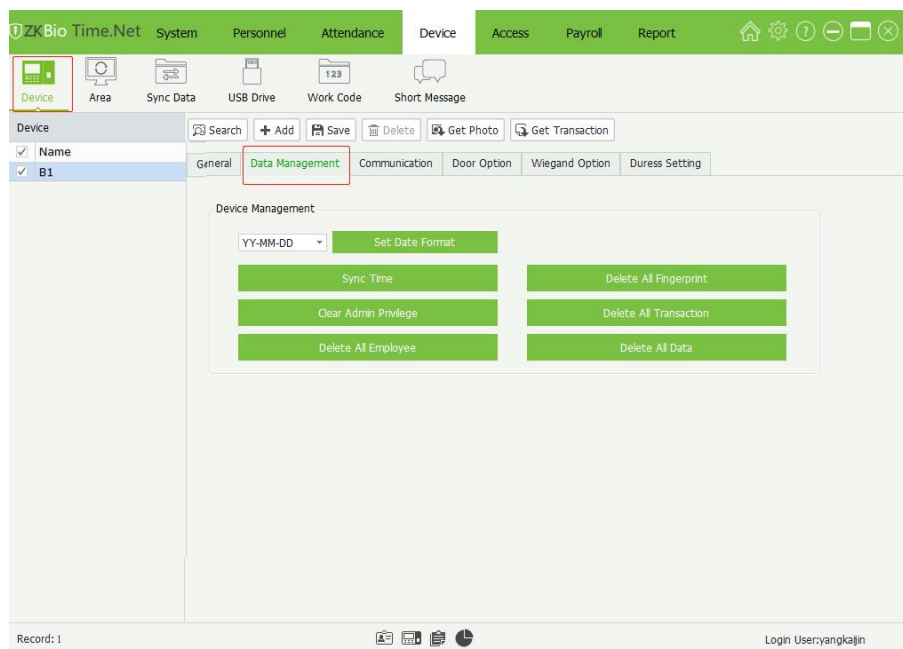 ZKBio Time.Net System Personnel Attendance Device Access Payroll Report
123
Device Area Sync Data USB Drive Work Code Short Message
Device Search Add Save Delete Get Photo Get Transaction
Name
General Data Management Communication Door Option Wiegand Option Duress Setting
B1
Device Management
YY-MM-DD Set Date Format
Sync Time Delete All Fingerprint
Clear Admin Privilege Delete All Transaction
Delete All Employee Delete All Data
Record: 1 Login User:yangkaijin